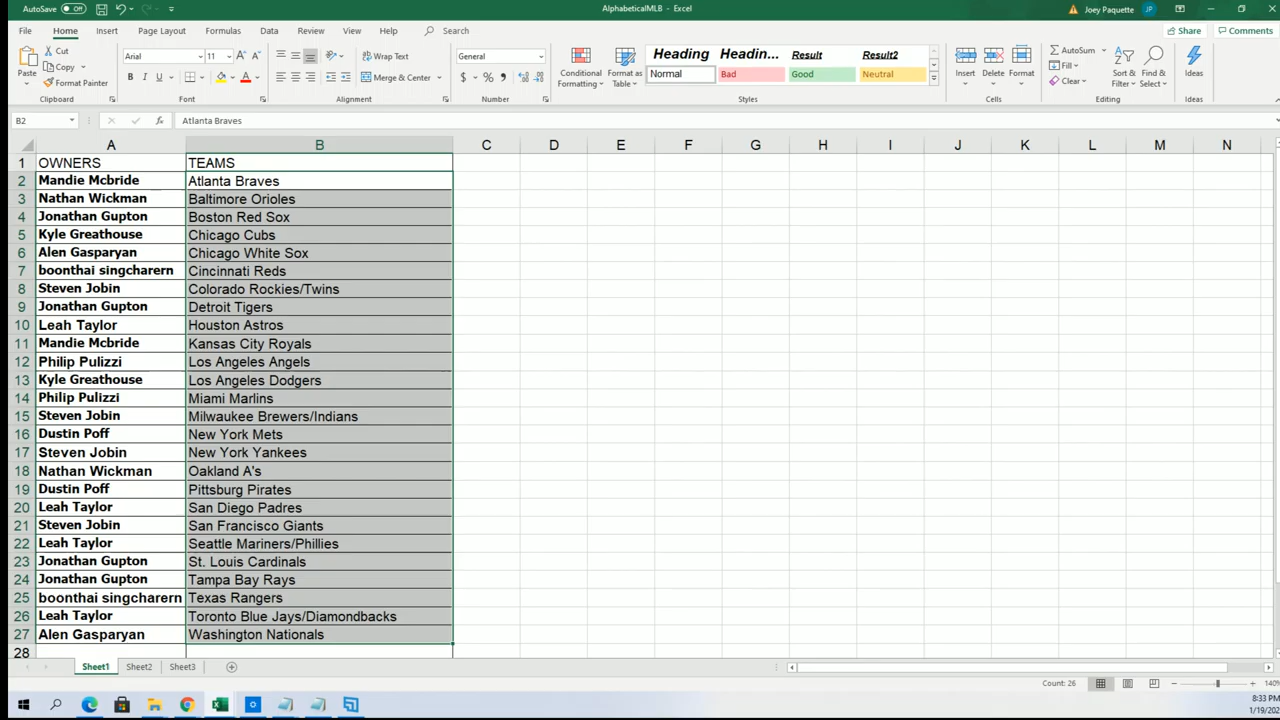 AutoSave Off AlphabeticalMLB - Excel Joey Paquette JP
File Home Insert Page Layout Formulas Data Review View Help Search Share Comments
Paste Cut Copy Format Painter Clipboard
Arial 11 A A B I U A Font
Wrap Text Merge & Center Alignment
General $ % , Number
Conditional Formatting Format as Table
Heading Headin... Result Result2
Normal Bad Good Neutral
Styles
Insert Delete Format Cells
AutoSum Fill Clear Sort & Filter Find & Select Editing
Ideas Ideas
B2 fx Atlanta Braves
A B C D E F G H I J K L M N
1 OWNERS TEAMS
2 Mandie Mcbride Atlanta Braves
3 Nathan Wickman Baltimore Orioles
4 Jonathan Gupton Boston Red Sox
5 Kyle Greathouse Chicago Cubs
6 Alen Gasparyan Chicago White Sox
7 boonthai singcharern Cincinnati Reds
8 Steven Jobin Colorado Rockies/Twins
9 Jonathan Gupton Detroit Tigers
10 Leah Taylor Houston Astros
11 Mandie Mcbride Kansas City Royals
12 Philip Pulizzi Los Angeles Angels
13 Kyle Greathouse Los Angeles Dodgers
14 Philip Pulizzi Miami Marlins
15 Steven Jobin Milwaukee Brewers/Indians
16 Dustin Poff New York Mets
17 Steven Jobin New York Yankees
18 Nathan Wickman Oakland A's
19 Dustin Poff Pittsburg Pirates
20 Leah Taylor San Diego Padres
21 Steven Jobin San Francisco Giants
22 Leah Taylor Seattle Mariners/Phillies
23 Jonathan Gupton St. Louis Cardinals
24 Jonathan Gupton Tampa Bay Rays
25 boonthai singcharern Texas Rangers
26 Leah Taylor Toronto Blue Jays/Diamondbacks
27 Alen Gasparyan Washington Nationals
28
Sheet1 Sheet2 Sheet3
Count: 26 140%
8:33 PM
1/19/202